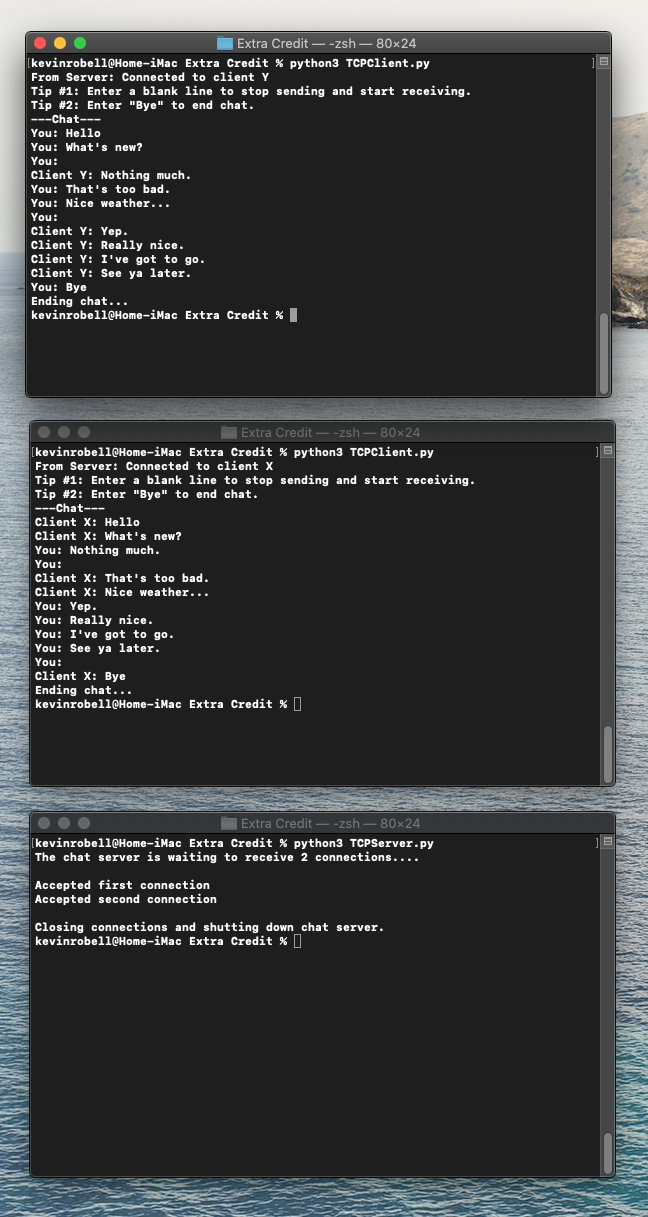 Extra Credit — -zsh — 80×24
[kevinrobell@Home-iMac Extra Credit % python3 TCPClient.py ]
From Server: Connected to client Y
Tip #1: Enter a blank line to stop sending and start receiving.
Tip #2: Enter "Bye" to end chat.
---Chat---
You: Hello
You: What's new?
You:
Client Y: Nothing much.
You: That's too bad.
You: Nice weather...
You:
Client Y: Yep.
Client Y: Really nice.
Client Y: I've got to go.
Client Y: See ya later.
You: Bye
Ending chat...
kevinrobell@Home-iMac Extra Credit %
Extra Credit — -zsh — 80×24
[kevinrobell@Home-iMac Extra Credit % python3 TCPClient.py ]
From Server: Connected to client X
Tip #1: Enter a blank line to stop sending and start receiving.
Tip #2: Enter "Bye" to end chat.
---Chat---
Client X: Hello
Client X: What's new?
You: Nothing much.
You:
Client X: That's too bad.
Client X: Nice weather...
You: Yep.
You: Really nice.
You: I've got to go.
You: See ya later.
You:
Client X: Bye
Ending chat...
kevinrobell@Home-iMac Extra Credit %
Extra Credit — -zsh — 80×24
[kevinrobell@Home-iMac Extra Credit % python3 TCPServer.py ]
The chat server is waiting to receive 2 connections....
Accepted first connection
Accepted second connection
Closing connections and shutting down chat server.
kevinrobell@Home-iMac Extra Credit %